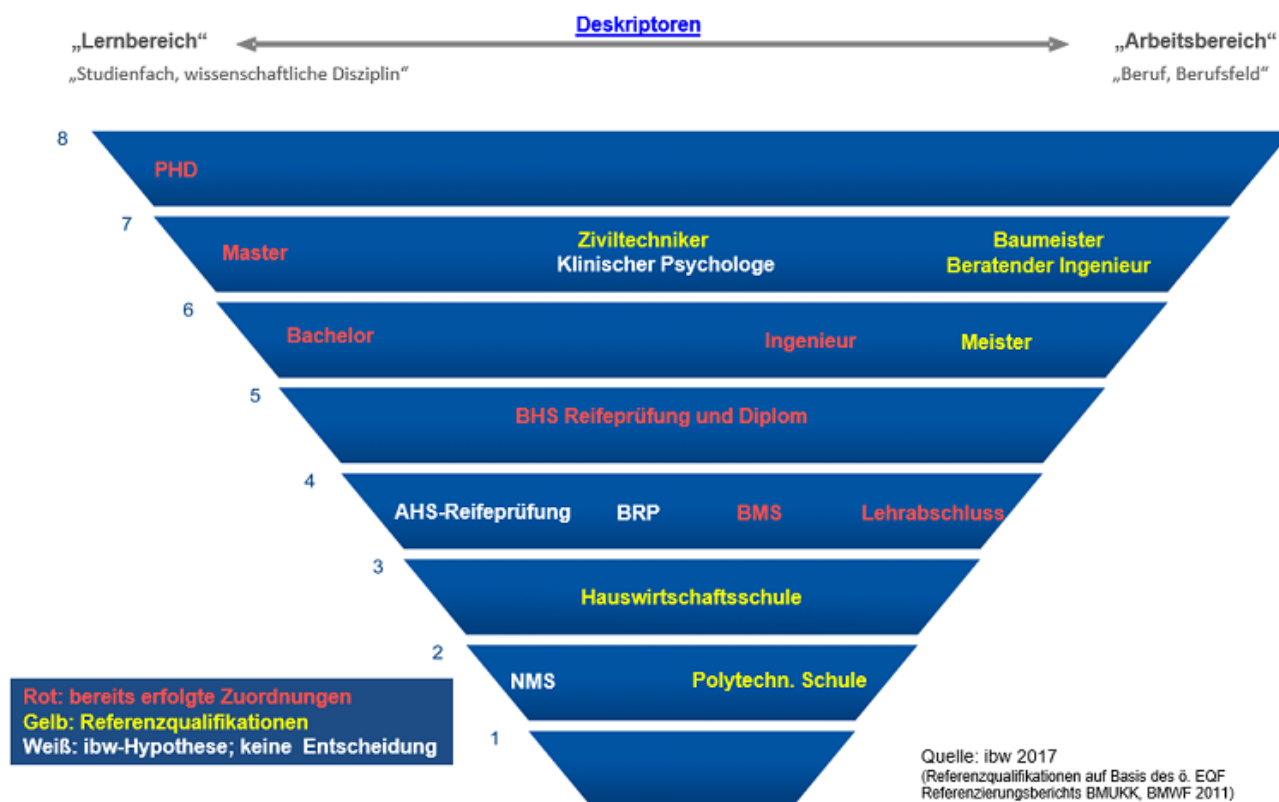 Deskriptoren
„Lernbereich“
„Arbeitsbereich“
„Studienfach, wissenschaftliche Disziplin“
„Beruf, Berufsfeld“
8
PHD
7
Master
Ziviltechniker
Klinischer Psychologe
Baumeister
Beratender Ingenieur
6
Bachelor
Ingenieur
Meister
5
BHS Reifeprüfung und Diplom
4
AHS-Reifeprüfung
BRP
BMS
Lehrabschluss
3
Hauswirtschaftsschule
2
NMS
Polytechn. Schule
1
Rot: bereits erfolgte Zuordnungen
Gelb: Referenzqualifikationen
Weiß: ibw-Hypothese; keine Entscheidung
Quelle: ibw 2017
(Referenzqualifikationen auf Basis des ö. EQF
Referenzierungsberichts BMUKK, BMWF 2011)